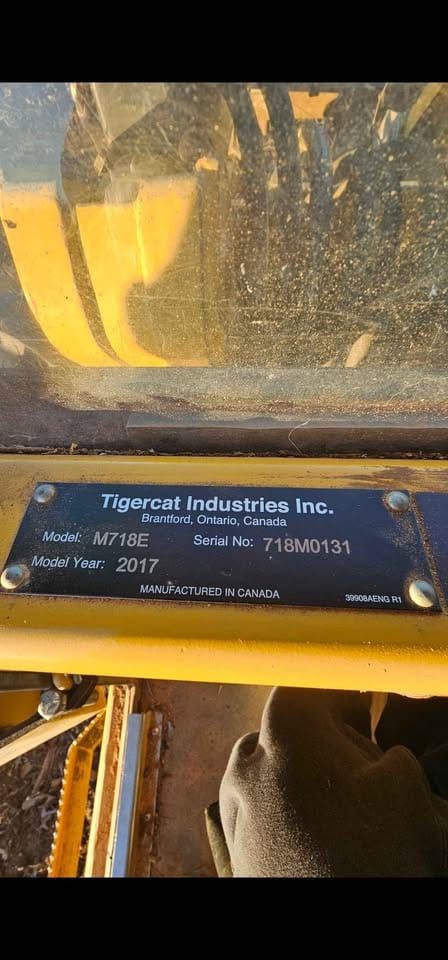 Tigercat Industries Inc.
Brantford, Ontario, Canada
Model: M718E Serial No: 718M0131
Model Year: 2017
MANUFACTURED IN CANADA
39908AENG R1